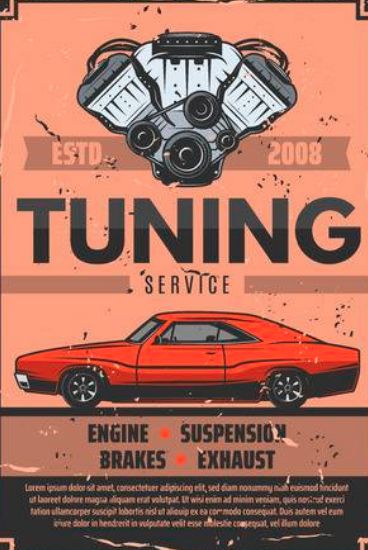 ESTD 2008
TUNING
SERVICE
ENGINE • SUSPENSION
BRAKES • EXHAUST
Lorem ipsum dolor sit amet, consectetuer adipiscing elit, sed diam nonummy nibh euismod tincidunt
ut laoreet dolore magna aliquam erat volutpat. Ut wisi enim ad minim veniam, quis nostrud exerci
tation ullamcorper suscipit lobortis nisl ut aliquip ex ea commodo consequat. Duis autem vel eum
iriure dolor in hendrerit in vulputate velit esse molestie consequat, vel illum dolore